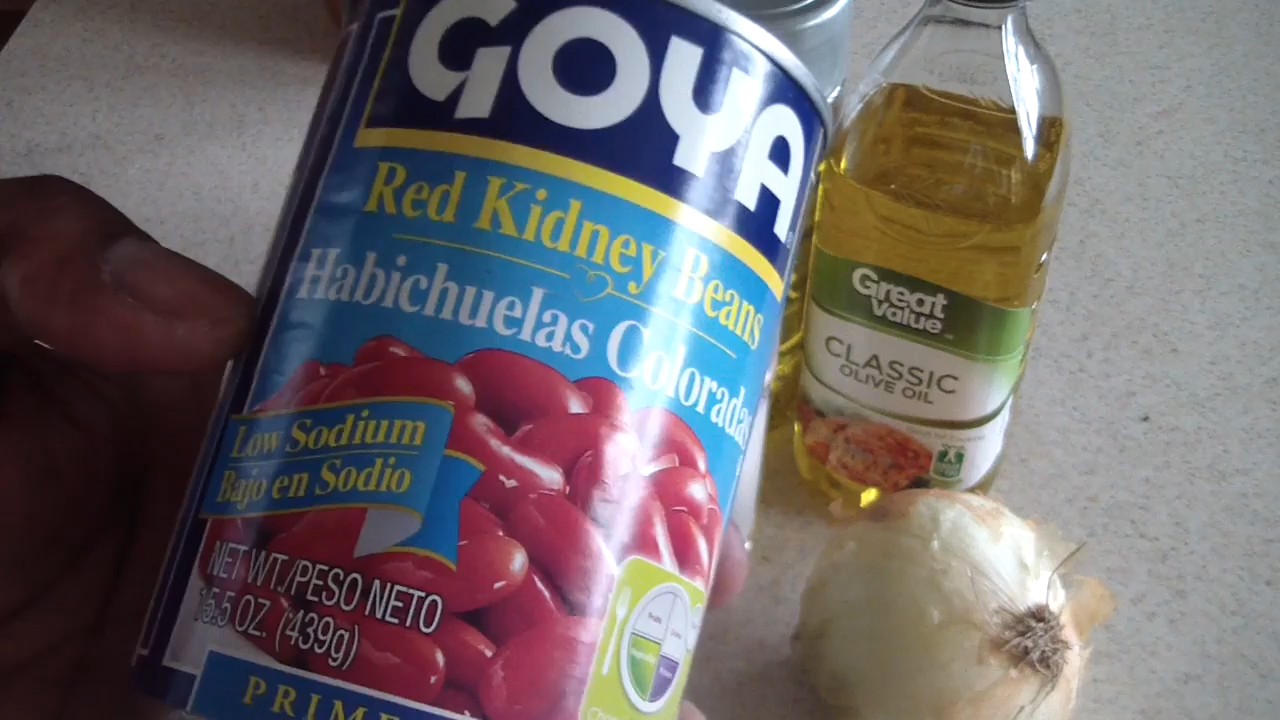 GOYA
Red Kidney Beans
Habichuelas Coloradas
Low Sodium
Bajo en Sodio
NET WT./PESO NETO
15.5 OZ. (439g)
PRIME
Great
Value
CLASSIC
OLIVE OIL